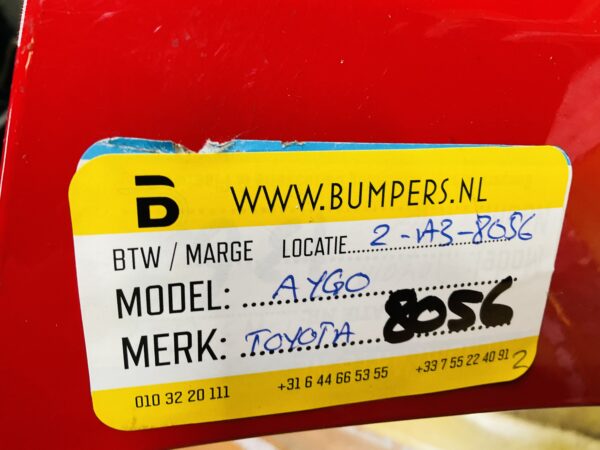 WWW.BUMPERS.NL
BTW / MARGE LOCATIE 2-A3-8056
MODEL: AYGO
MERK: TOYOTA 8056
010 32 20 111 +31 6 44 66 53 55 +33 7 55 22 40 91 2